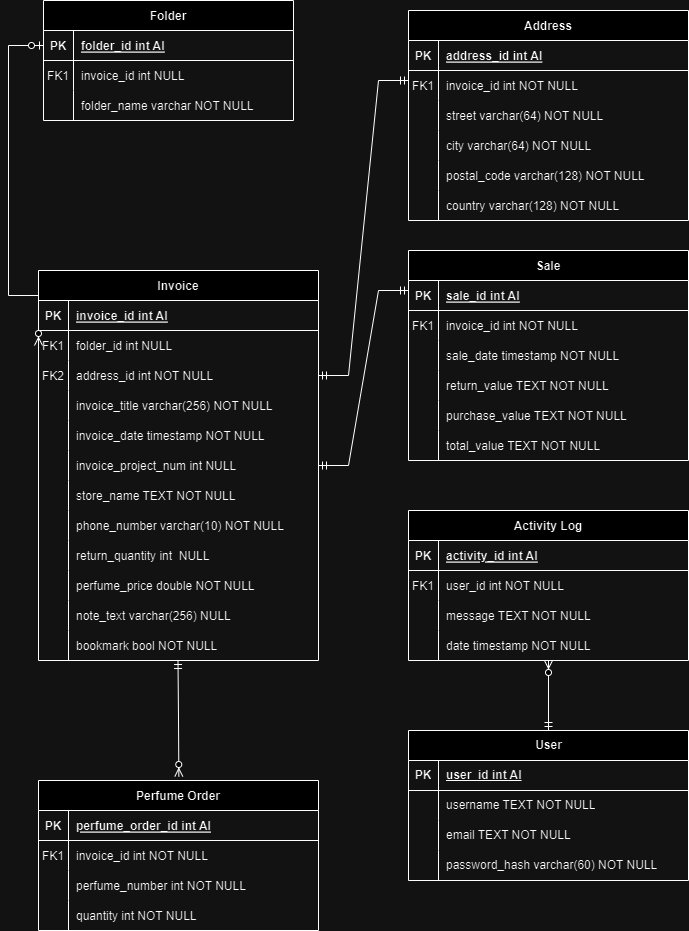 Folder
PK folder_id int AI
FK1 invoice_id int NULL
folder_name varchar NOT NULL
Address
PK address_id int AI
FK1 invoice_id int NOT NULL
street varchar(64) NOT NULL
city varchar(64) NOT NULL
postal_code varchar(128) NOT NULL
country varchar(128) NOT NULL
Invoice
PK invoice_id int AI
FK1 folder_id int NULL
FK2 address_id int NOT NULL
invoice_title varchar(256) NOT NULL
invoice_date timestamp NOT NULL
invoice_project_num int NULL
store_name TEXT NOT NULL
phone_number varchar(10) NOT NULL
return_quantity int  NULL
perfume_price double NOT NULL
note_text varchar(256) NULL
bookmark bool NOT NULL
Sale
PK sale_id int AI
FK1 invoice_id int NOT NULL
sale_date timestamp NOT NULL
return_value TEXT NOT NULL
purchase_value TEXT NOT NULL
total_value TEXT NOT NULL
Activity Log
PK activity_id int AI
FK1 user_id int NOT NULL
message TEXT NOT NULL
date timestamp NOT NULL
User
PK user_id int AI
username TEXT NOT NULL
email TEXT NOT NULL
password_hash varchar(60) NOT NULL
Perfume Order
PK perfume_order_id int AI
FK1 invoice_id int NOT NULL
perfume_number int NOT NULL
quantity int NOT NULL